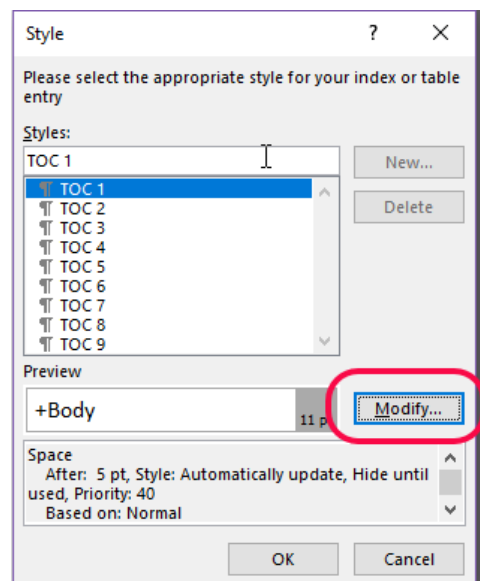 Style ?
Please select the appropriate style for your index or table
entry
Styles:
TOC 1
New...
¶ TOC 1
¶ TOC 2
Delete
¶ TOC 3
¶ TOC 4
¶ TOC 5
¶ TOC 6
¶ TOC 7
¶ TOC 8
¶ TOC 9
Preview
+Body
11 p
Modify...
Space
After: 5 pt, Style: Automatically update, Hide until
used, Priority: 40
Based on: Normal
OK Cancel